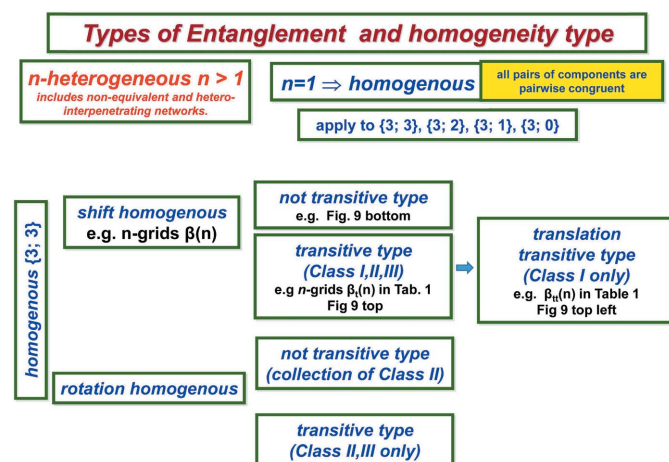 Types of Entanglement and homogeneity type
n-heterogeneous n > 1
includes non-equivalent and hetero-
interpenetrating networks.
n=1 ⇒ homogenous
all pairs of components are
pairwise congruent
apply to {3; 3}, {3; 2}, {3; 1}, {3; 0}
homogenous {3; 3}
shift homogenous
e.g. n-grids β(n)
not transitive type
e.g. Fig. 9 bottom
transitive type
(Class I,II,III)
e.g n-grids βt(n) in Tab. 1
Fig 9 top
translation
transitive type
(Class I only)
e.g. βtt(n) in Table 1
Fig 9 top left
rotation homogenous
not transitive type
(collection of Class II)
transitive type
(Class II,III only)